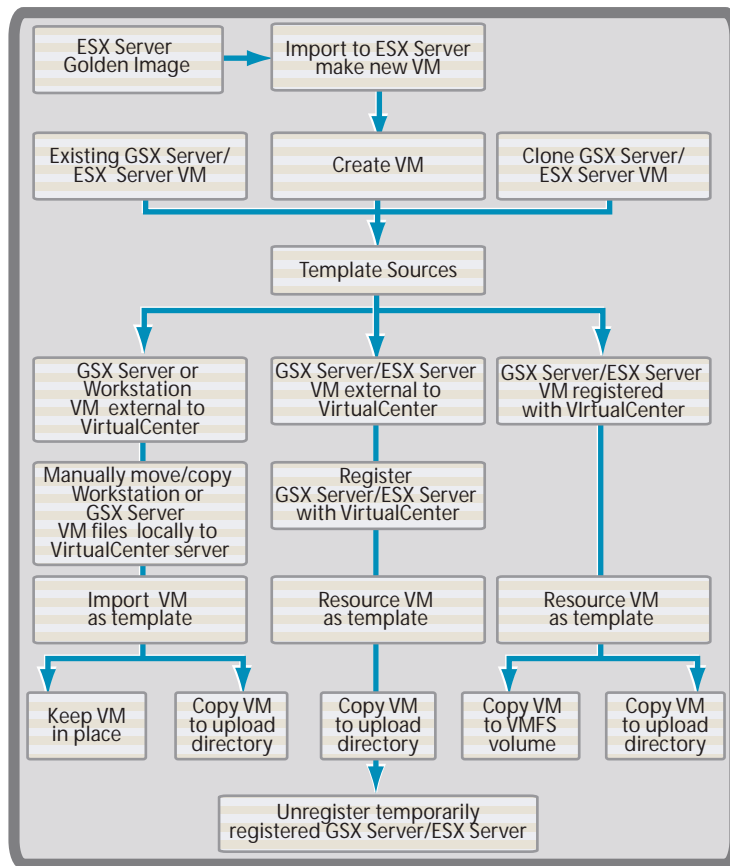 ESX Server
Golden Image
Import to ESX Server
make new VM
Existing GSX Server/
ESX Server VM
Create VM
Clone GSX Server/
ESX Server VM
Template Sources
GSX Server or
Workstation
VM external to
VirtualCenter
GSX Server/ESX Server
VM external to
VirtualCenter
GSX Server/ESX Server
VM registered
with VIrtualCenter
Manually move/copy
Workstation or
GSX Server
VM files locally to
VirtualCenter server
Register
GSX Server/ESX Server
with VirtualCenter
Import VM
as template
Resource VM
as template
Resource VM
as template
Keep VM
in place
Copy VM
to upload
directory
Copy VM
to upload
directory
Copy VM
to VMFS
volume
Copy VM
to upload
directory
Unregister temporarily
registered GSX Server/ESX Server